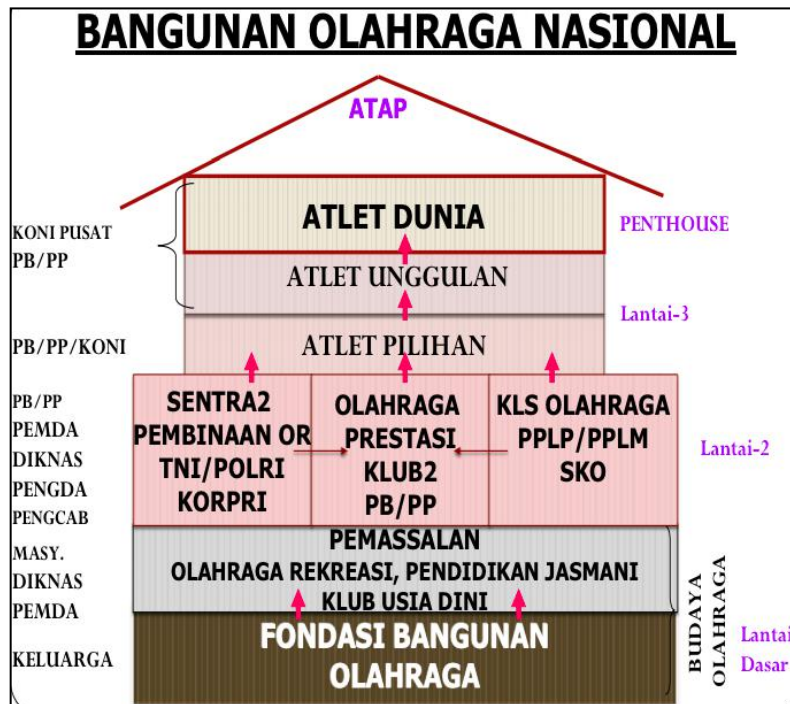 BANGUNAN OLAHRAGA NASIONAL
ATAP
ATLET DUNIA
PENTHOUSE
KONI PUSAT
PB/PP
ATLET UNGGULAN
Lantai-3
PB/PP/KONI
ATLET PILIHAN
PB/PP
PEMDA
DIKNAS
PENGDA
PENGCAB
SENTRA2
PEMBINAAN OR
TNI/POLRI
KORPRI
OLAHRAGA
PRESTASI
KLUB2
PB/PP
KLS OLAHRAGA
PPLP/PPLM
SKO
Lantai-2
MASY.
DIKNAS
PEMDA
PEMASSALAN
OLAHRAGA REKREASI, PENDIDIKAN JASMANI
KLUB USIA DINI
KELUARGA
FONDASI BANGUNAN
OLAHRAGA
BUDAYA
OLAHRAGA
Lantai
Dasar